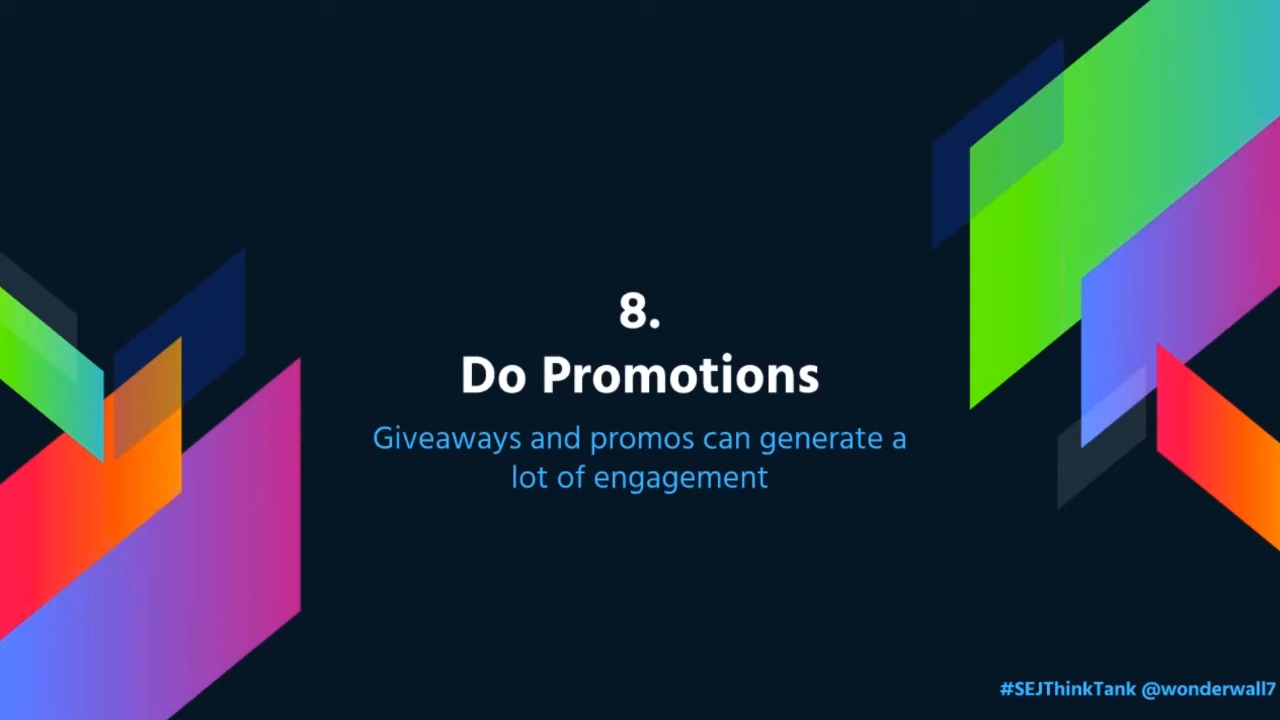 8.
Do Promotions
Giveaways and promos can generate a
lot of engagement
#SEJThinkTank @wonderwall7